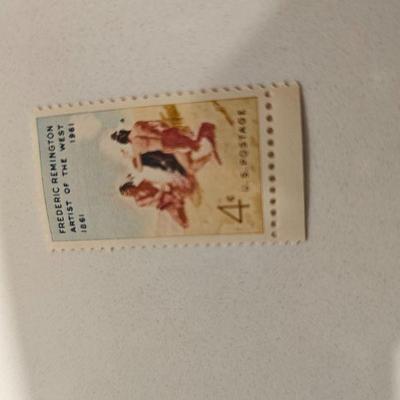 FREDERIC REMINGTON
ARTIST OF THE WEST
1861 1961
4¢ U.S. POSTAGE